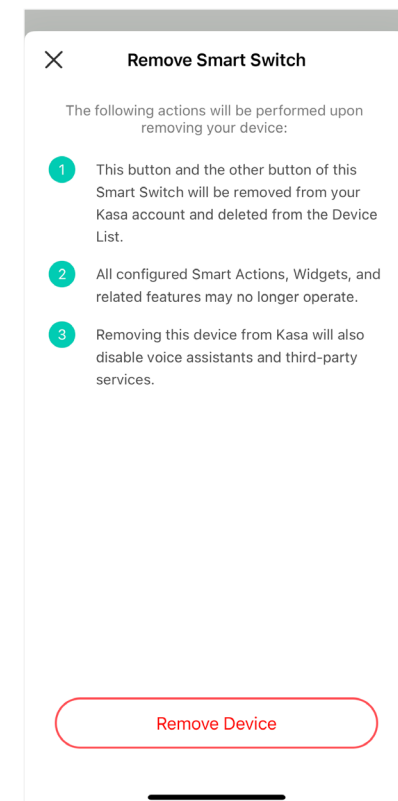 Remove Smart Switch
The following actions will be performed upon
removing your device:
1 This button and the other button of this
Smart Switch will be removed from your
Kasa account and deleted from the Device
List.
2 All configured Smart Actions, Widgets, and
related features may no longer operate.
3 Removing this device from Kasa will also
disable voice assistants and third-party
services.
Remove Device